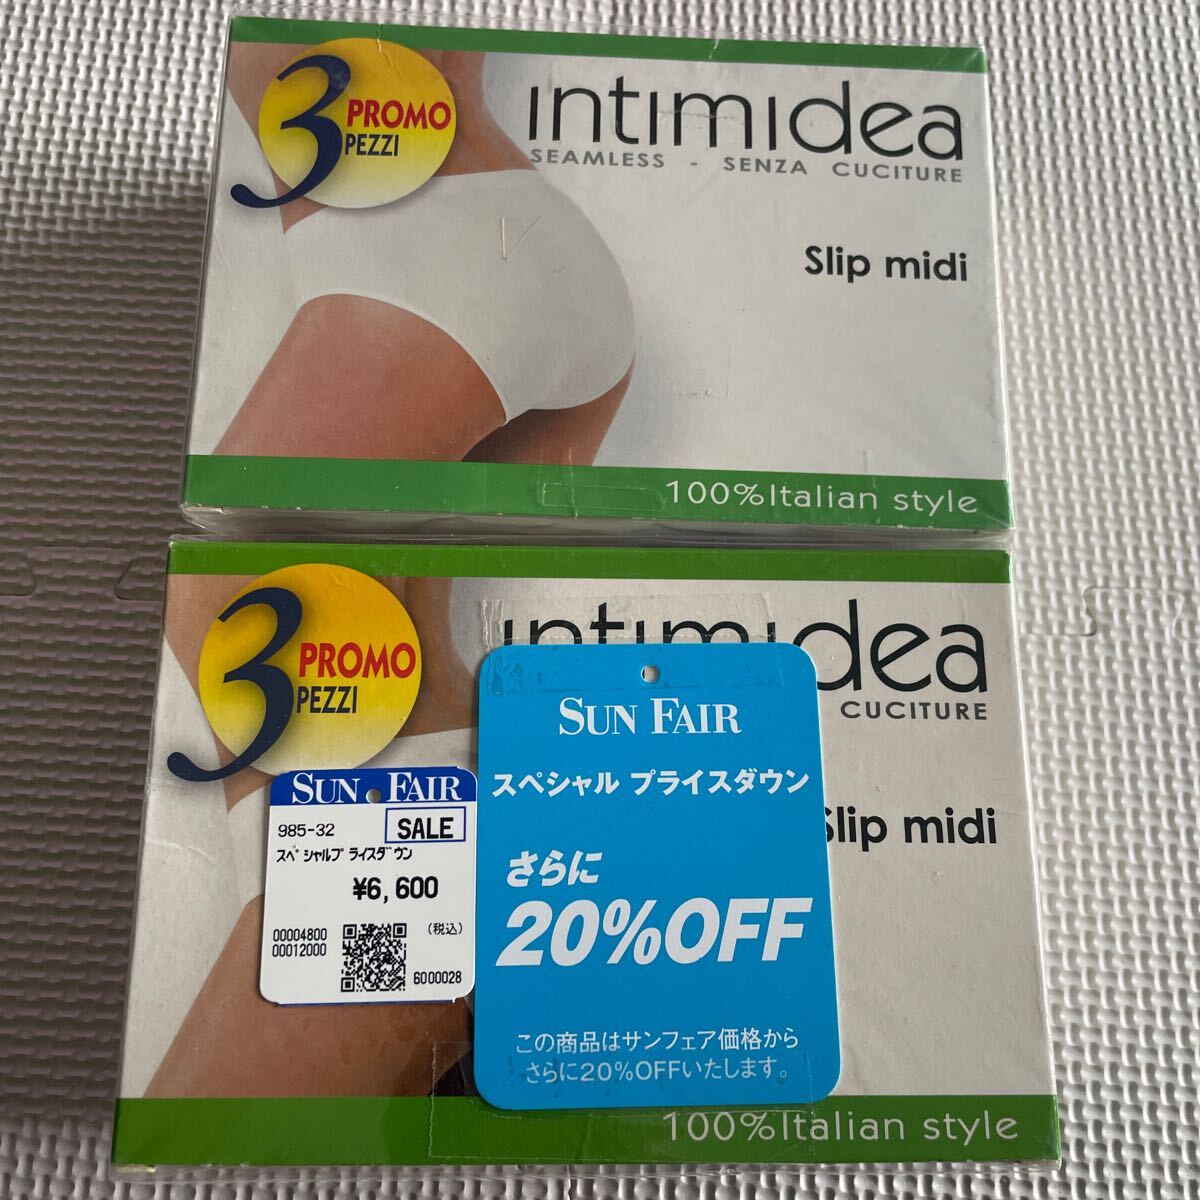 3 PROMO
PEZZI
intimidea
SEAMLESS - SENZA CUCITURE
Slip midi
100%Italian style
3 PROMO
PEZZI
intimidea
CUCITURE
Slip midi
SUN FAIR
985-32 SALE
スペシャルプライスダウン
¥6,600
(税込)
00004800
00012000
6000028
SUN FAIR
スペシャル プライスダウン
さらに
20%OFF
この商品はサンフェア価格から
さらに20%OFFいたします。
100%Italian style